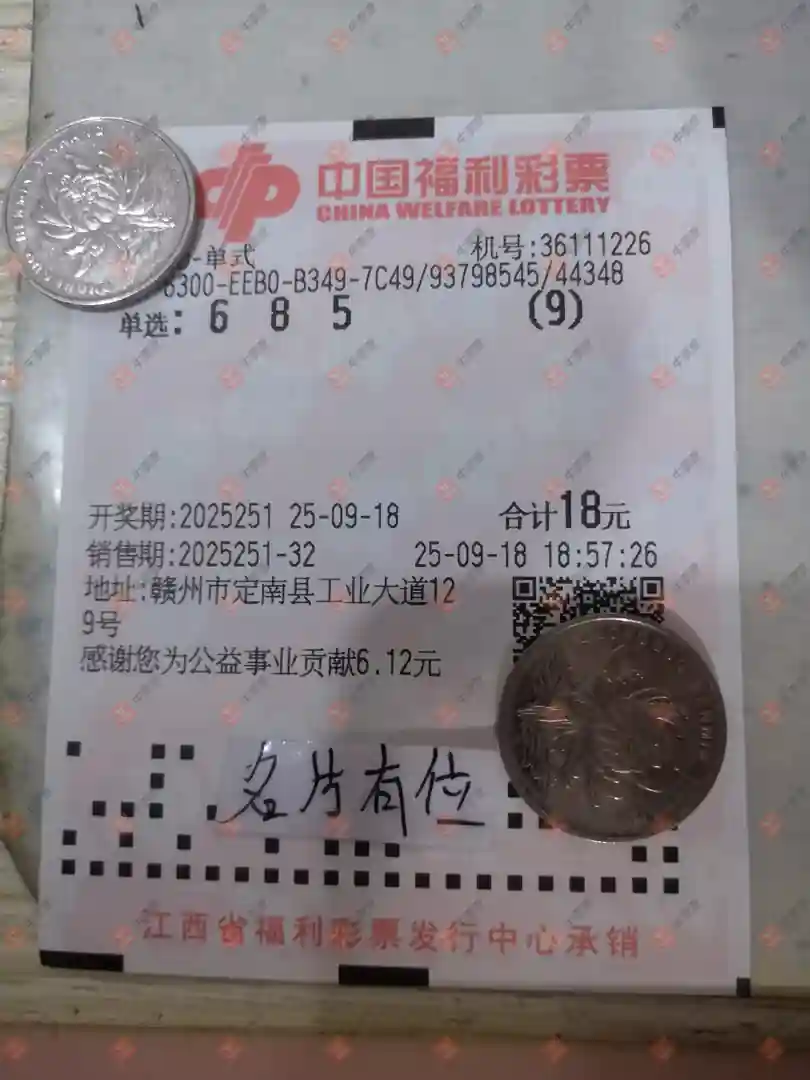 中国福利彩票
CHINA WELFARE LOTTERY
-单式 机号:36111226
6300-EEB0-B349-7C49/93798545/44348
单选: 6 8 5 (9)
开奖期:2025251 25-09-18 合计18元
销售期:2025251-32 25-09-18 18:57:26
地址:赣州市定南县工业大道12
9号
感谢您为公益事业贡献6.12元
名片有位
江西省福利彩票发行中心承销